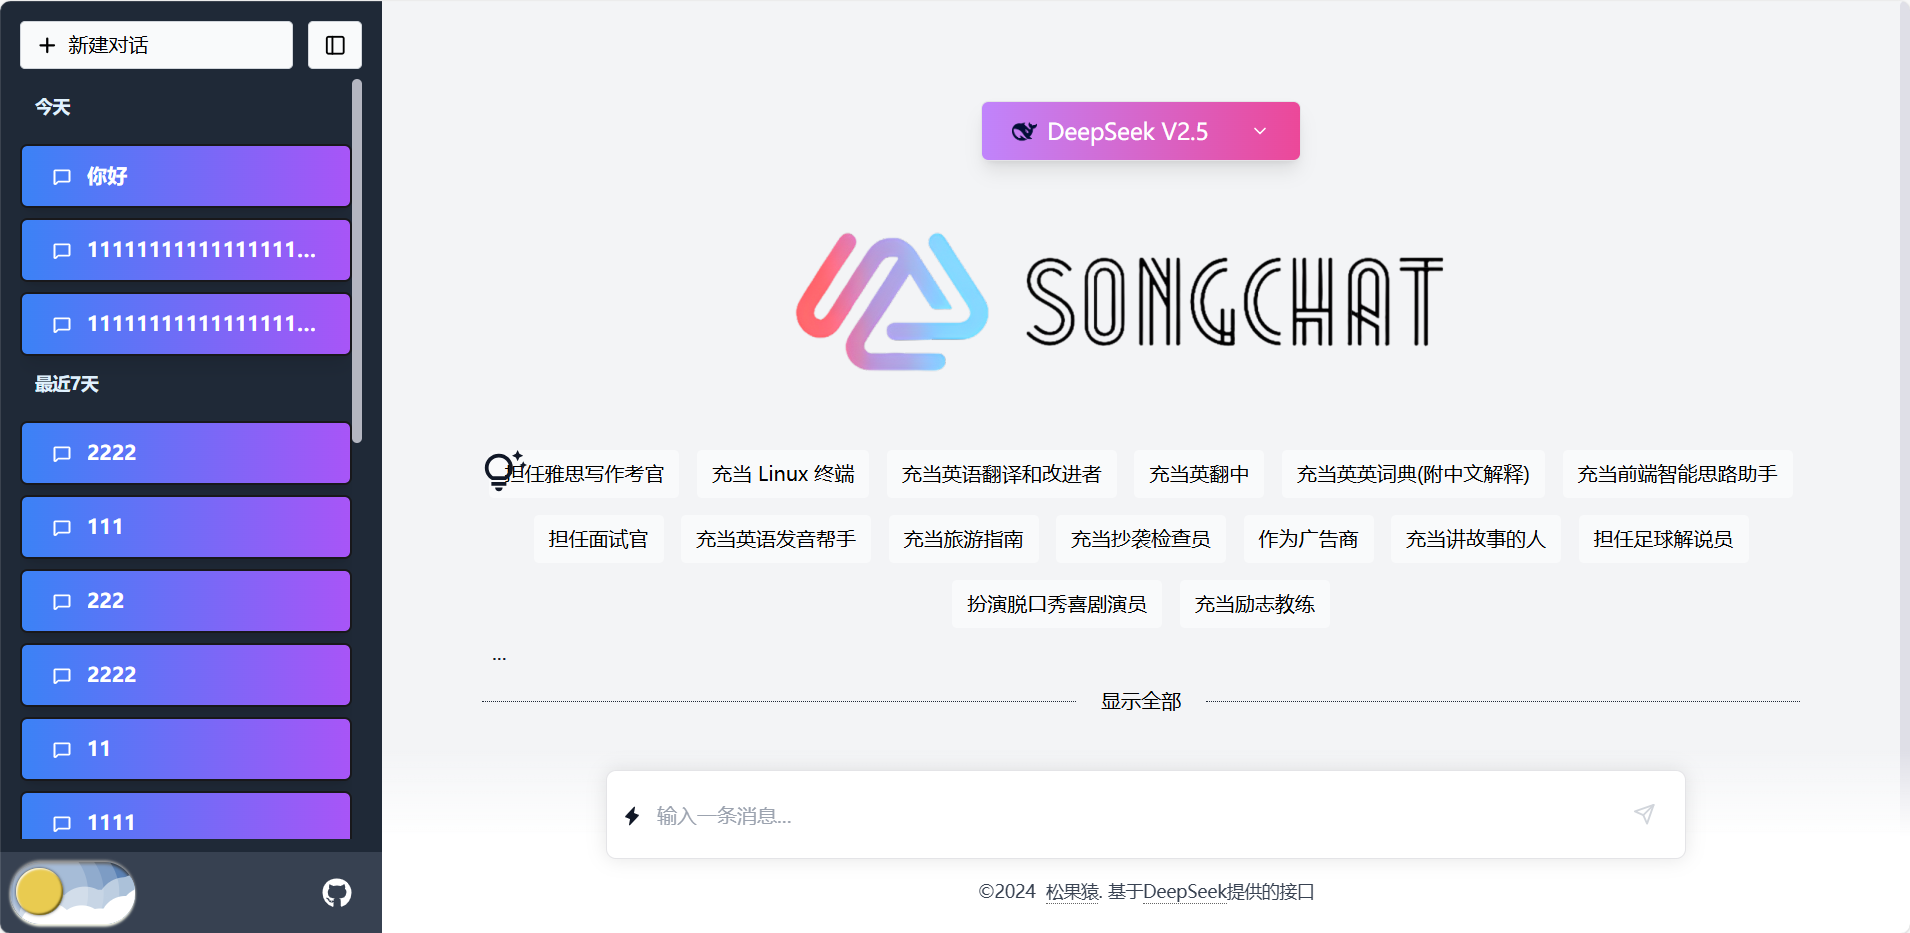 新建对话
今天
你好
11111111111111111...
11111111111111111...
最近7天
2222
111
222
2222
11
1111
DeepSeek V2.5
SONGCHAT
担任雅思写作考官 充当 Linux 终端 充当英语翻译和改进者 充当英翻中 充当英英词典(附中文解释) 充当前端智能思路助手
担任面试官 充当英语发音帮手 充当旅游指南 充当抄袭检查员 作为广告商 充当讲故事的人 担任足球解说员
扮演脱口秀喜剧演员 充当励志教练
...
显示全部
输入一条消息...
©2024 松果猿. 基于DeepSeek提供的接口